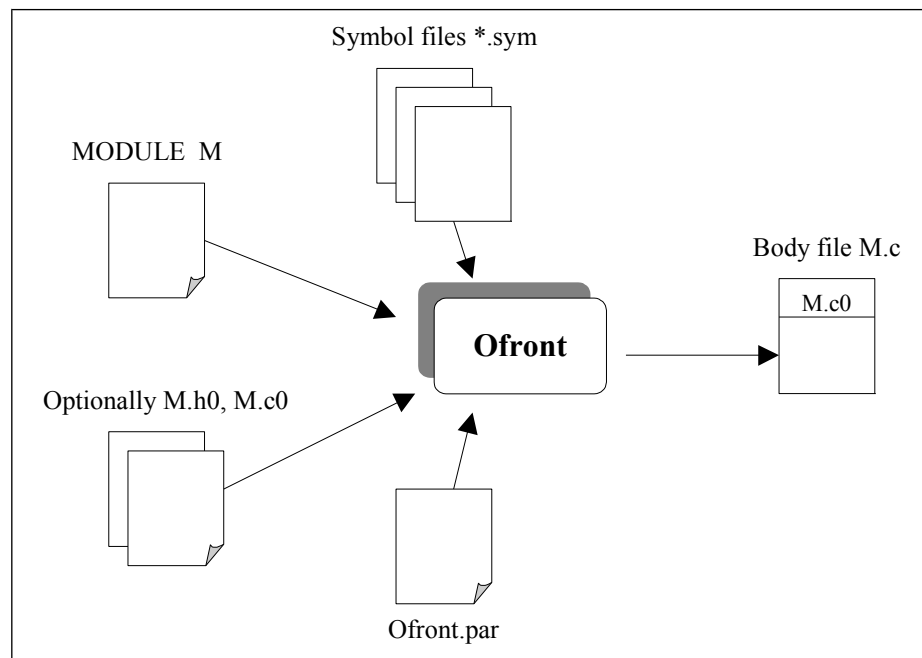 Symbol files *.sym
MODULE M
Body file M.c
M.c0
Ofront
Optionally M.h0, M.c0
Ofront.par